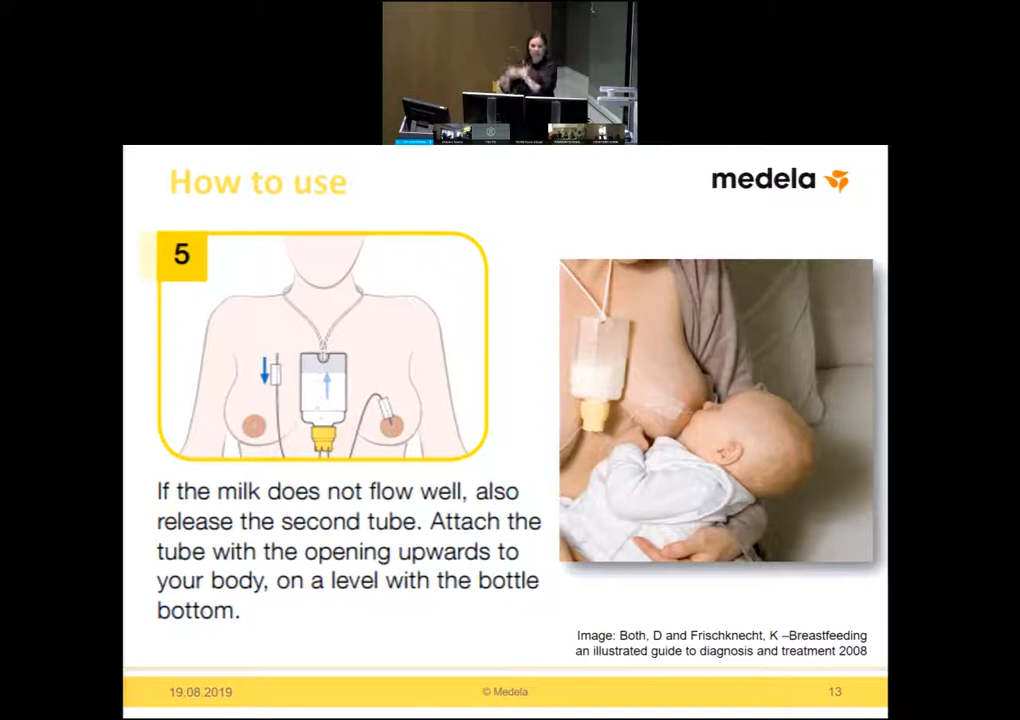 How to use
medela
5
If the milk does not flow well, also
release the second tube. Attach the
tube with the opening upwards to
your body, on a level with the bottle
bottom.
Image: Both, D and Frischknecht, K –Breastfeeding
an illustrated guide to diagnosis and treatment 2008
19.08.2019
© Medela
13